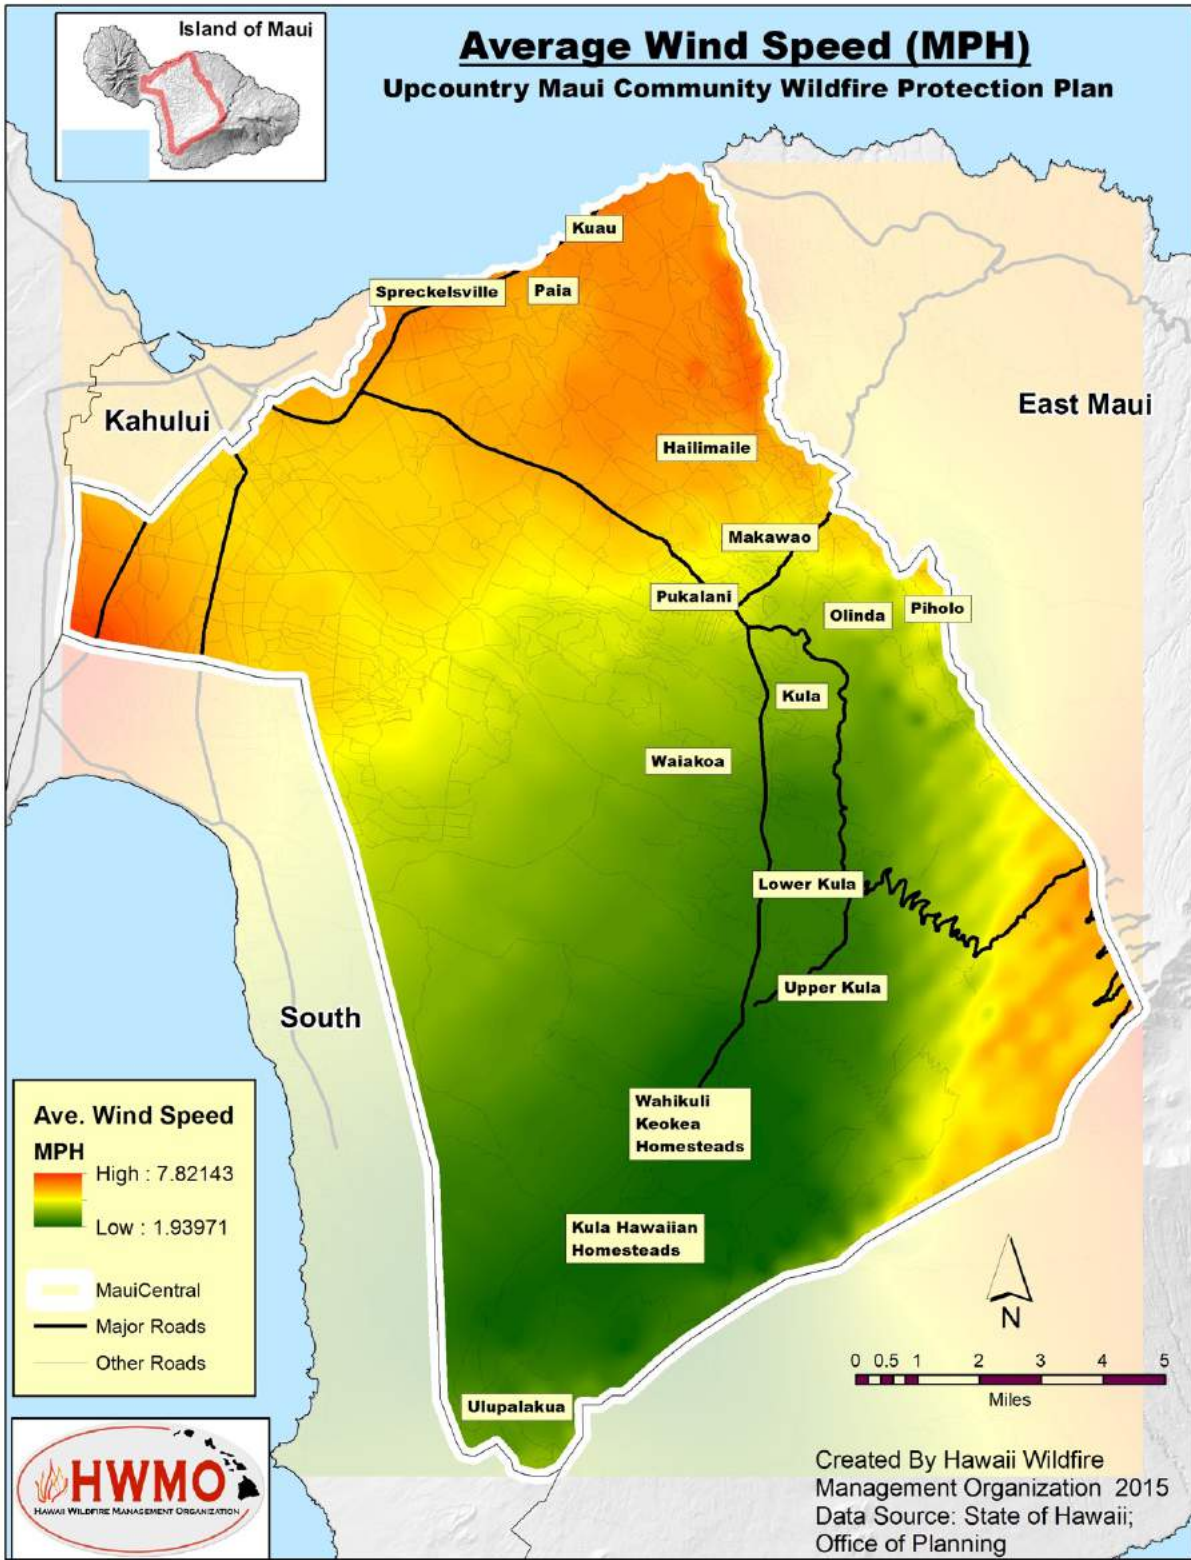 Island of Maui
Average Wind Speed (MPH)
Upcountry Maui Community Wildfire Protection Plan
Kuau
Spreckelsville
Paia
Kahului
East Maui
Hailimaile
Makawao
Pukalani
Olinda
Piholo
Kula
Waiakoa
Lower Kula
Upper Kula
South
Wahikuli
Keokea
Homesteads
Kula Hawaiian
Homesteads
Ulupalakua
Ave. Wind Speed
MPH
High : 7.82143
Low : 1.93971
MauiCentral
Major Roads
Other Roads
N
0 0.5 1 2 3 4 5
Miles
HWMO
HAWAII WILDFIRE MANAGEMENT ORGANIZATION
Created By Hawaii Wildfire
Management Organization 2015
Data Source: State of Hawaii;
Office of Planning